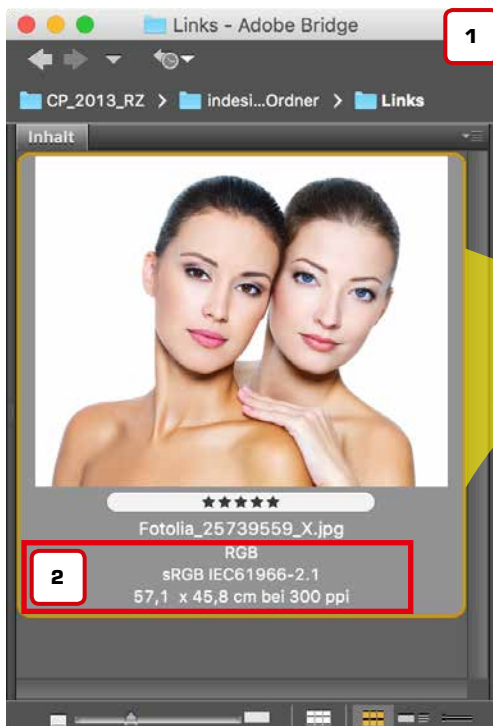 Links - Adobe Bridge
1
CP_2013_RZ > indesi...Ordner > Links
Inhalt
★★★★★
Fotolia_25739559_X.jpg
2
RGB
sRGB IEC61966-2.1
57,1 x 45,8 cm bei 300 ppi